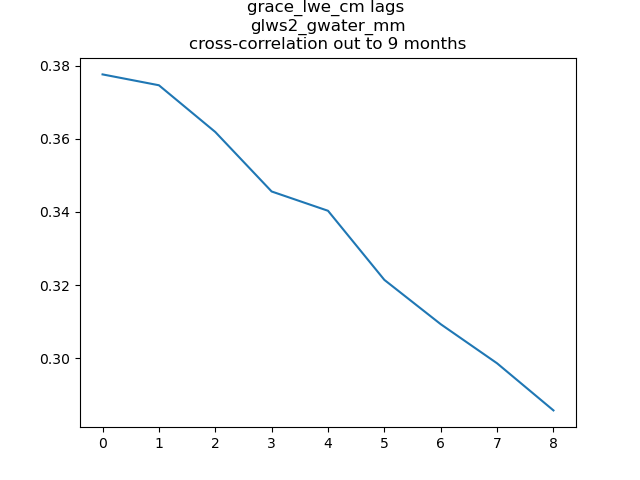 grace_lwe_cm lags
glws2_gwater_mm
cross-correlation out to 9 months
0.38
0.36
0.34
0.32
0.30
0 1 2 3 4 5 6 7 8